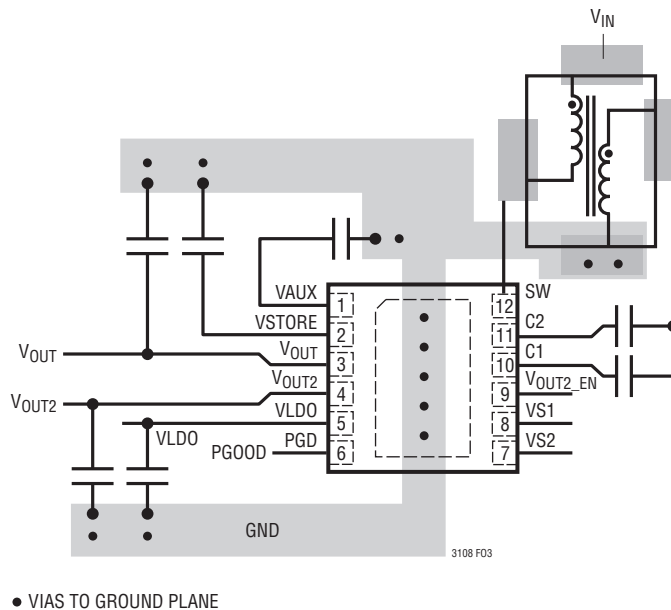 VIN
VAUX
1
12
SW
VSTORE
2
11
C2
VOUT
VOUT
3
10
C1
VOUT2
VOUT2
4
9
VOUT2_EN
VLDO
VLDO
5
8
VS1
PGOOD
PGD
6
7
VS2
GND
3108 F03
● VIAS TO GROUND PLANE